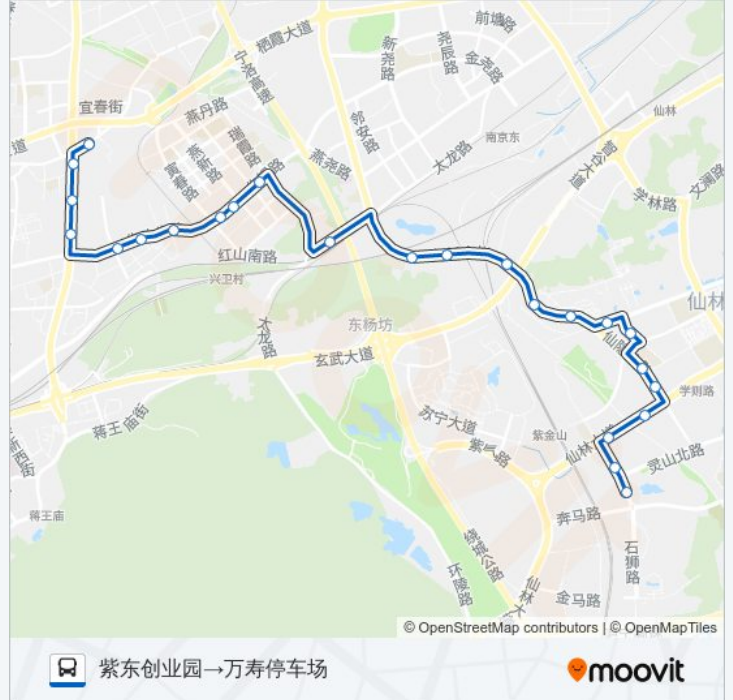 前塘路
栖霞大道
尧辰路
新尧路
宁洛高速
金尧路
宜春街
燕丹路
仙林
道
瑞霞路
邻安路
南京东
燕新路
燕尧路
太龙路
寅春路
路
大道
文澜路
学林路
红山南路
兴卫村
仙林
东杨坊
太龙路
玄武大道
学则路
蒋王庙街
苏宁大道
紫金山
紫气路
仙林
灵山北路
西街
蒋王庙
奔马路
绕城公路
石狮路
环陵路
仙林大
金马路
© OpenStreetMap contributors | © OpenMapTiles
紫东创业园→万寿停车场
moovit